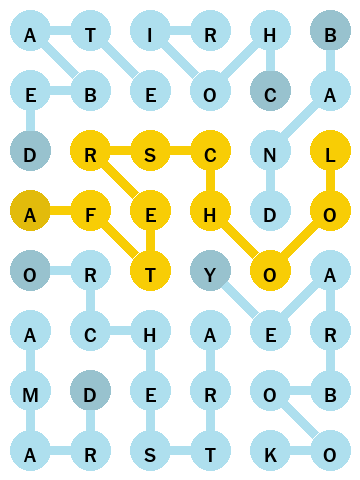 A T I R H B
E B E O C A
D R S C N L
A F E H D O
O R T Y O A
A C H A E R
M D E R O B
A R S T K O